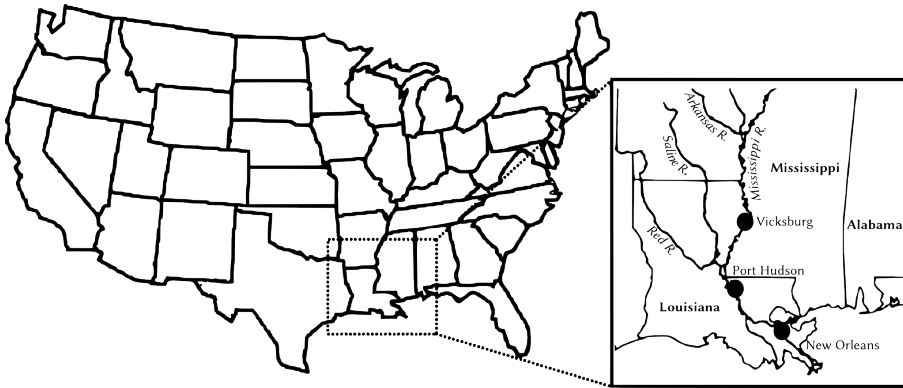 Arkansas R.
Saline R.
Mississippi R.
Mississippi
Vicksburg
Alabama
Red R.
Port Hudson
Louisiana
New Orleans